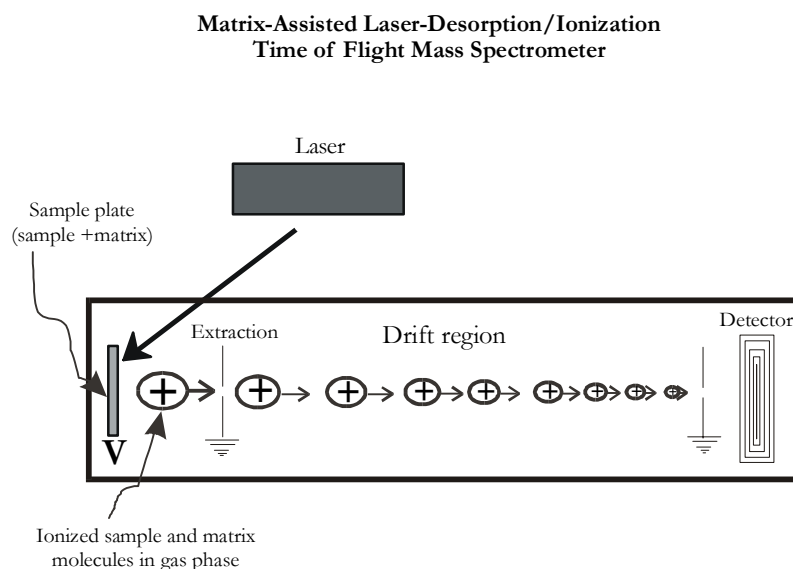 Matrix-Assisted Laser-Desorption/Ionization
Time of Flight Mass Spectrometer
Laser
Sample plate
(sample +matrix)
Extraction
Drift region
Detector
V
Ionized sample and matrix
molecules in gas phase